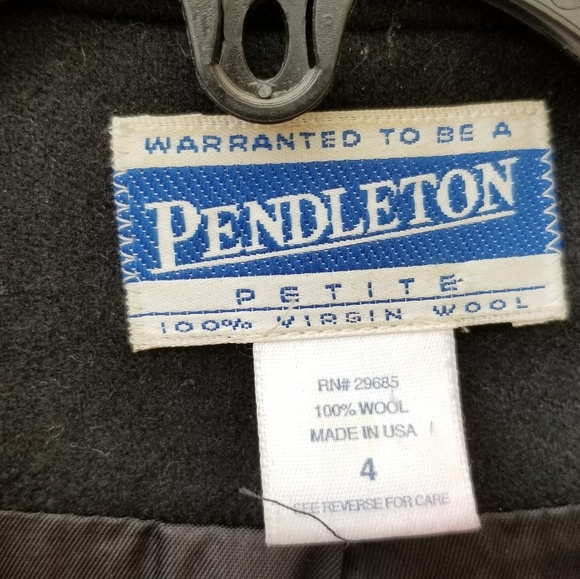 WARRANTED TO BE A
PENDLETON
PETITE
100% VIRGIN WOOL
RN# 29685
100% WOOL
MADE IN USA
4
SEE REVERSE FOR CARE